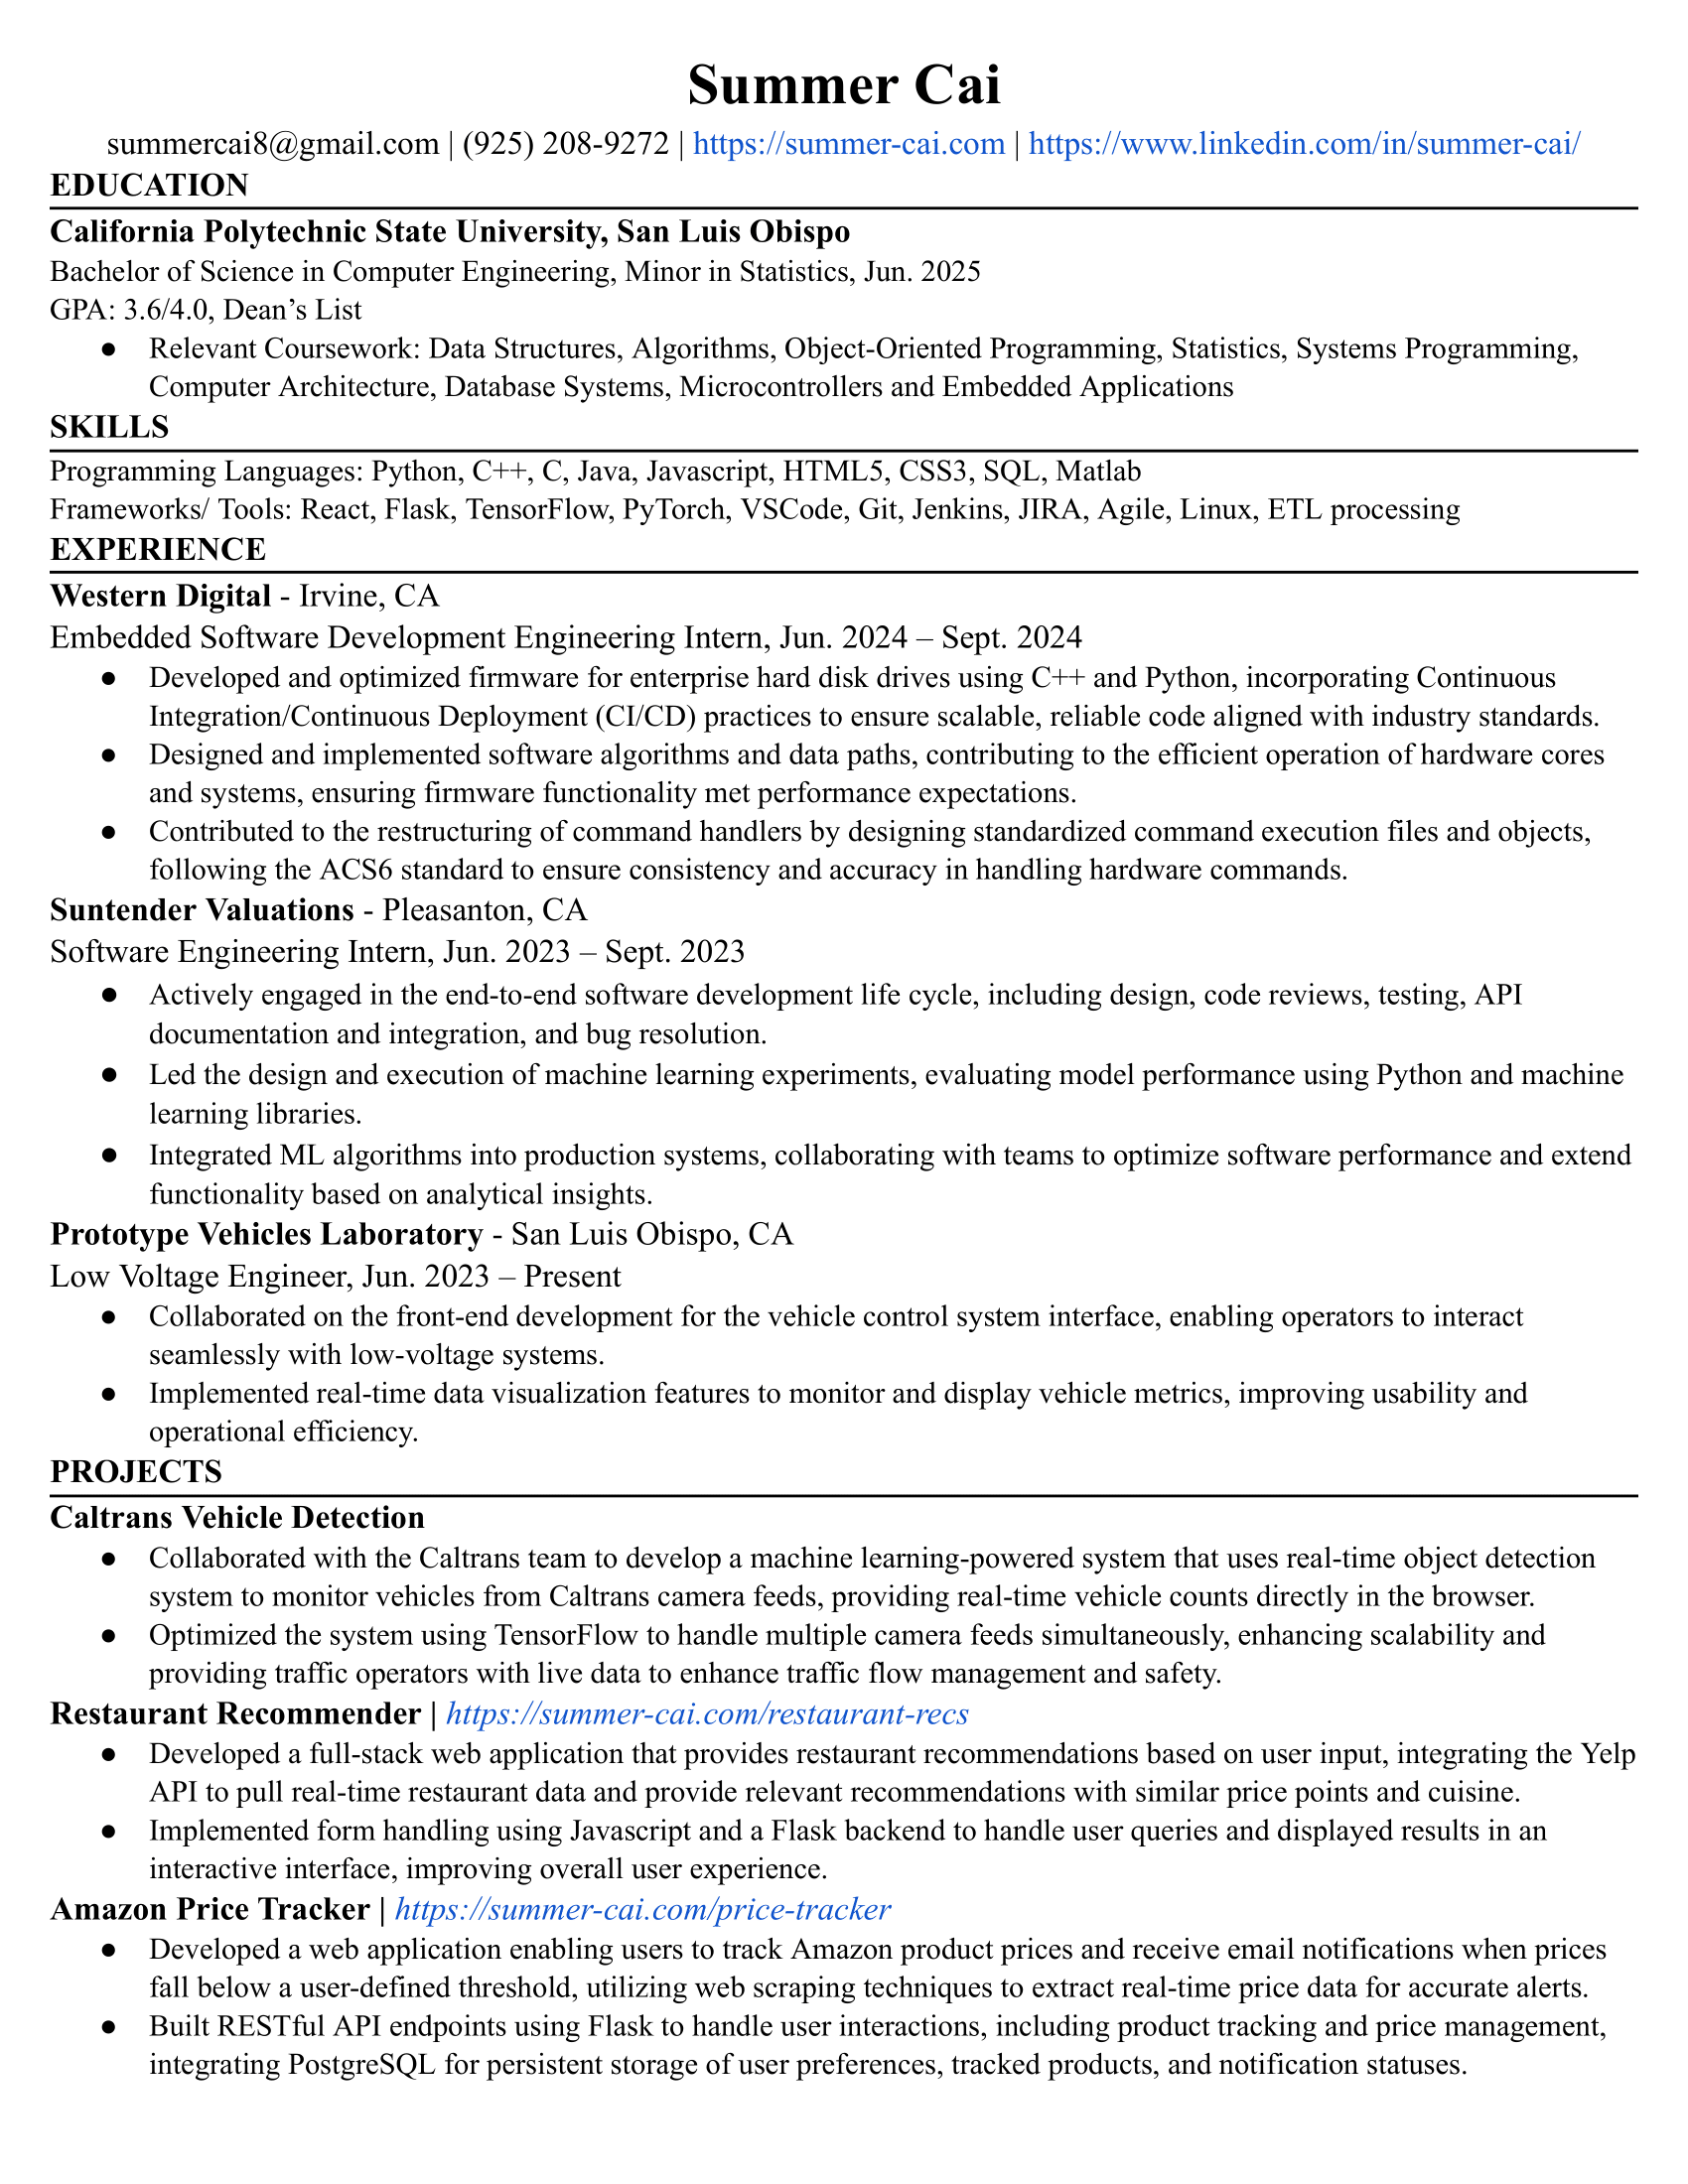 Summer Cai
summercai8@gmail.com | (925) 208-9272 | https://summer-cai.com | https://www.linkedin.com/in/summer-cai/
EDUCATION
California Polytechnic State University, San Luis Obispo
Bachelor of Science in Computer Engineering, Minor in Statistics, Jun. 2025
GPA: 3.6/4.0, Dean’s List
● Relevant Coursework: Data Structures, Algorithms, Object-Oriented Programming, Statistics, Systems Programming,
Computer Architecture, Database Systems, Microcontrollers and Embedded Applications
SKILLS
Programming Languages: Python, C++, C, Java, Javascript, HTML5, CSS3, SQL, Matlab
Frameworks/ Tools: React, Flask, TensorFlow, PyTorch, VSCode, Git, Jenkins, JIRA, Agile, Linux, ETL processing
EXPERIENCE
Western Digital - Irvine, CA
Embedded Software Development Engineering Intern, Jun. 2024 – Sept. 2024
● Developed and optimized firmware for enterprise hard disk drives using C++ and Python, incorporating Continuous
Integration/Continuous Deployment (CI/CD) practices to ensure scalable, reliable code aligned with industry standards.
● Designed and implemented software algorithms and data paths, contributing to the efficient operation of hardware cores
and systems, ensuring firmware functionality met performance expectations.
● Contributed to the restructuring of command handlers by designing standardized command execution files and objects,
following the ACS6 standard to ensure consistency and accuracy in handling hardware commands.
Suntender Valuations - Pleasanton, CA
Software Engineering Intern, Jun. 2023 – Sept. 2023
● Actively engaged in the end-to-end software development life cycle, including design, code reviews, testing, API
documentation and integration, and bug resolution.
● Led the design and execution of machine learning experiments, evaluating model performance using Python and machine
learning libraries.
● Integrated ML algorithms into production systems, collaborating with teams to optimize software performance and extend
functionality based on analytical insights.
Prototype Vehicles Laboratory - San Luis Obispo, CA
Low Voltage Engineer, Jun. 2023 – Present
● Collaborated on the front-end development for the vehicle control system interface, enabling operators to interact
seamlessly with low-voltage systems.
● Implemented real-time data visualization features to monitor and display vehicle metrics, improving usability and
operational efficiency.
PROJECTS
Caltrans Vehicle Detection
● Collaborated with the Caltrans team to develop a machine learning-powered system that uses real-time object detection
system to monitor vehicles from Caltrans camera feeds, providing real-time vehicle counts directly in the browser.
● Optimized the system using TensorFlow to handle multiple camera feeds simultaneously, enhancing scalability and
providing traffic operators with live data to enhance traffic flow management and safety.
Restaurant Recommender | https://summer-cai.com/restaurant-recs
● Developed a full-stack web application that provides restaurant recommendations based on user input, integrating the Yelp
API to pull real-time restaurant data and provide relevant recommendations with similar price points and cuisine.
● Implemented form handling using Javascript and a Flask backend to handle user queries and displayed results in an
interactive interface, improving overall user experience.
Amazon Price Tracker | https://summer-cai.com/price-tracker
● Developed a web application enabling users to track Amazon product prices and receive email notifications when prices
fall below a user-defined threshold, utilizing web scraping techniques to extract real-time price data for accurate alerts.
● Built RESTful API endpoints using Flask to handle user interactions, including product tracking and price management,
integrating PostgreSQL for persistent storage of user preferences, tracked products, and notification statuses.